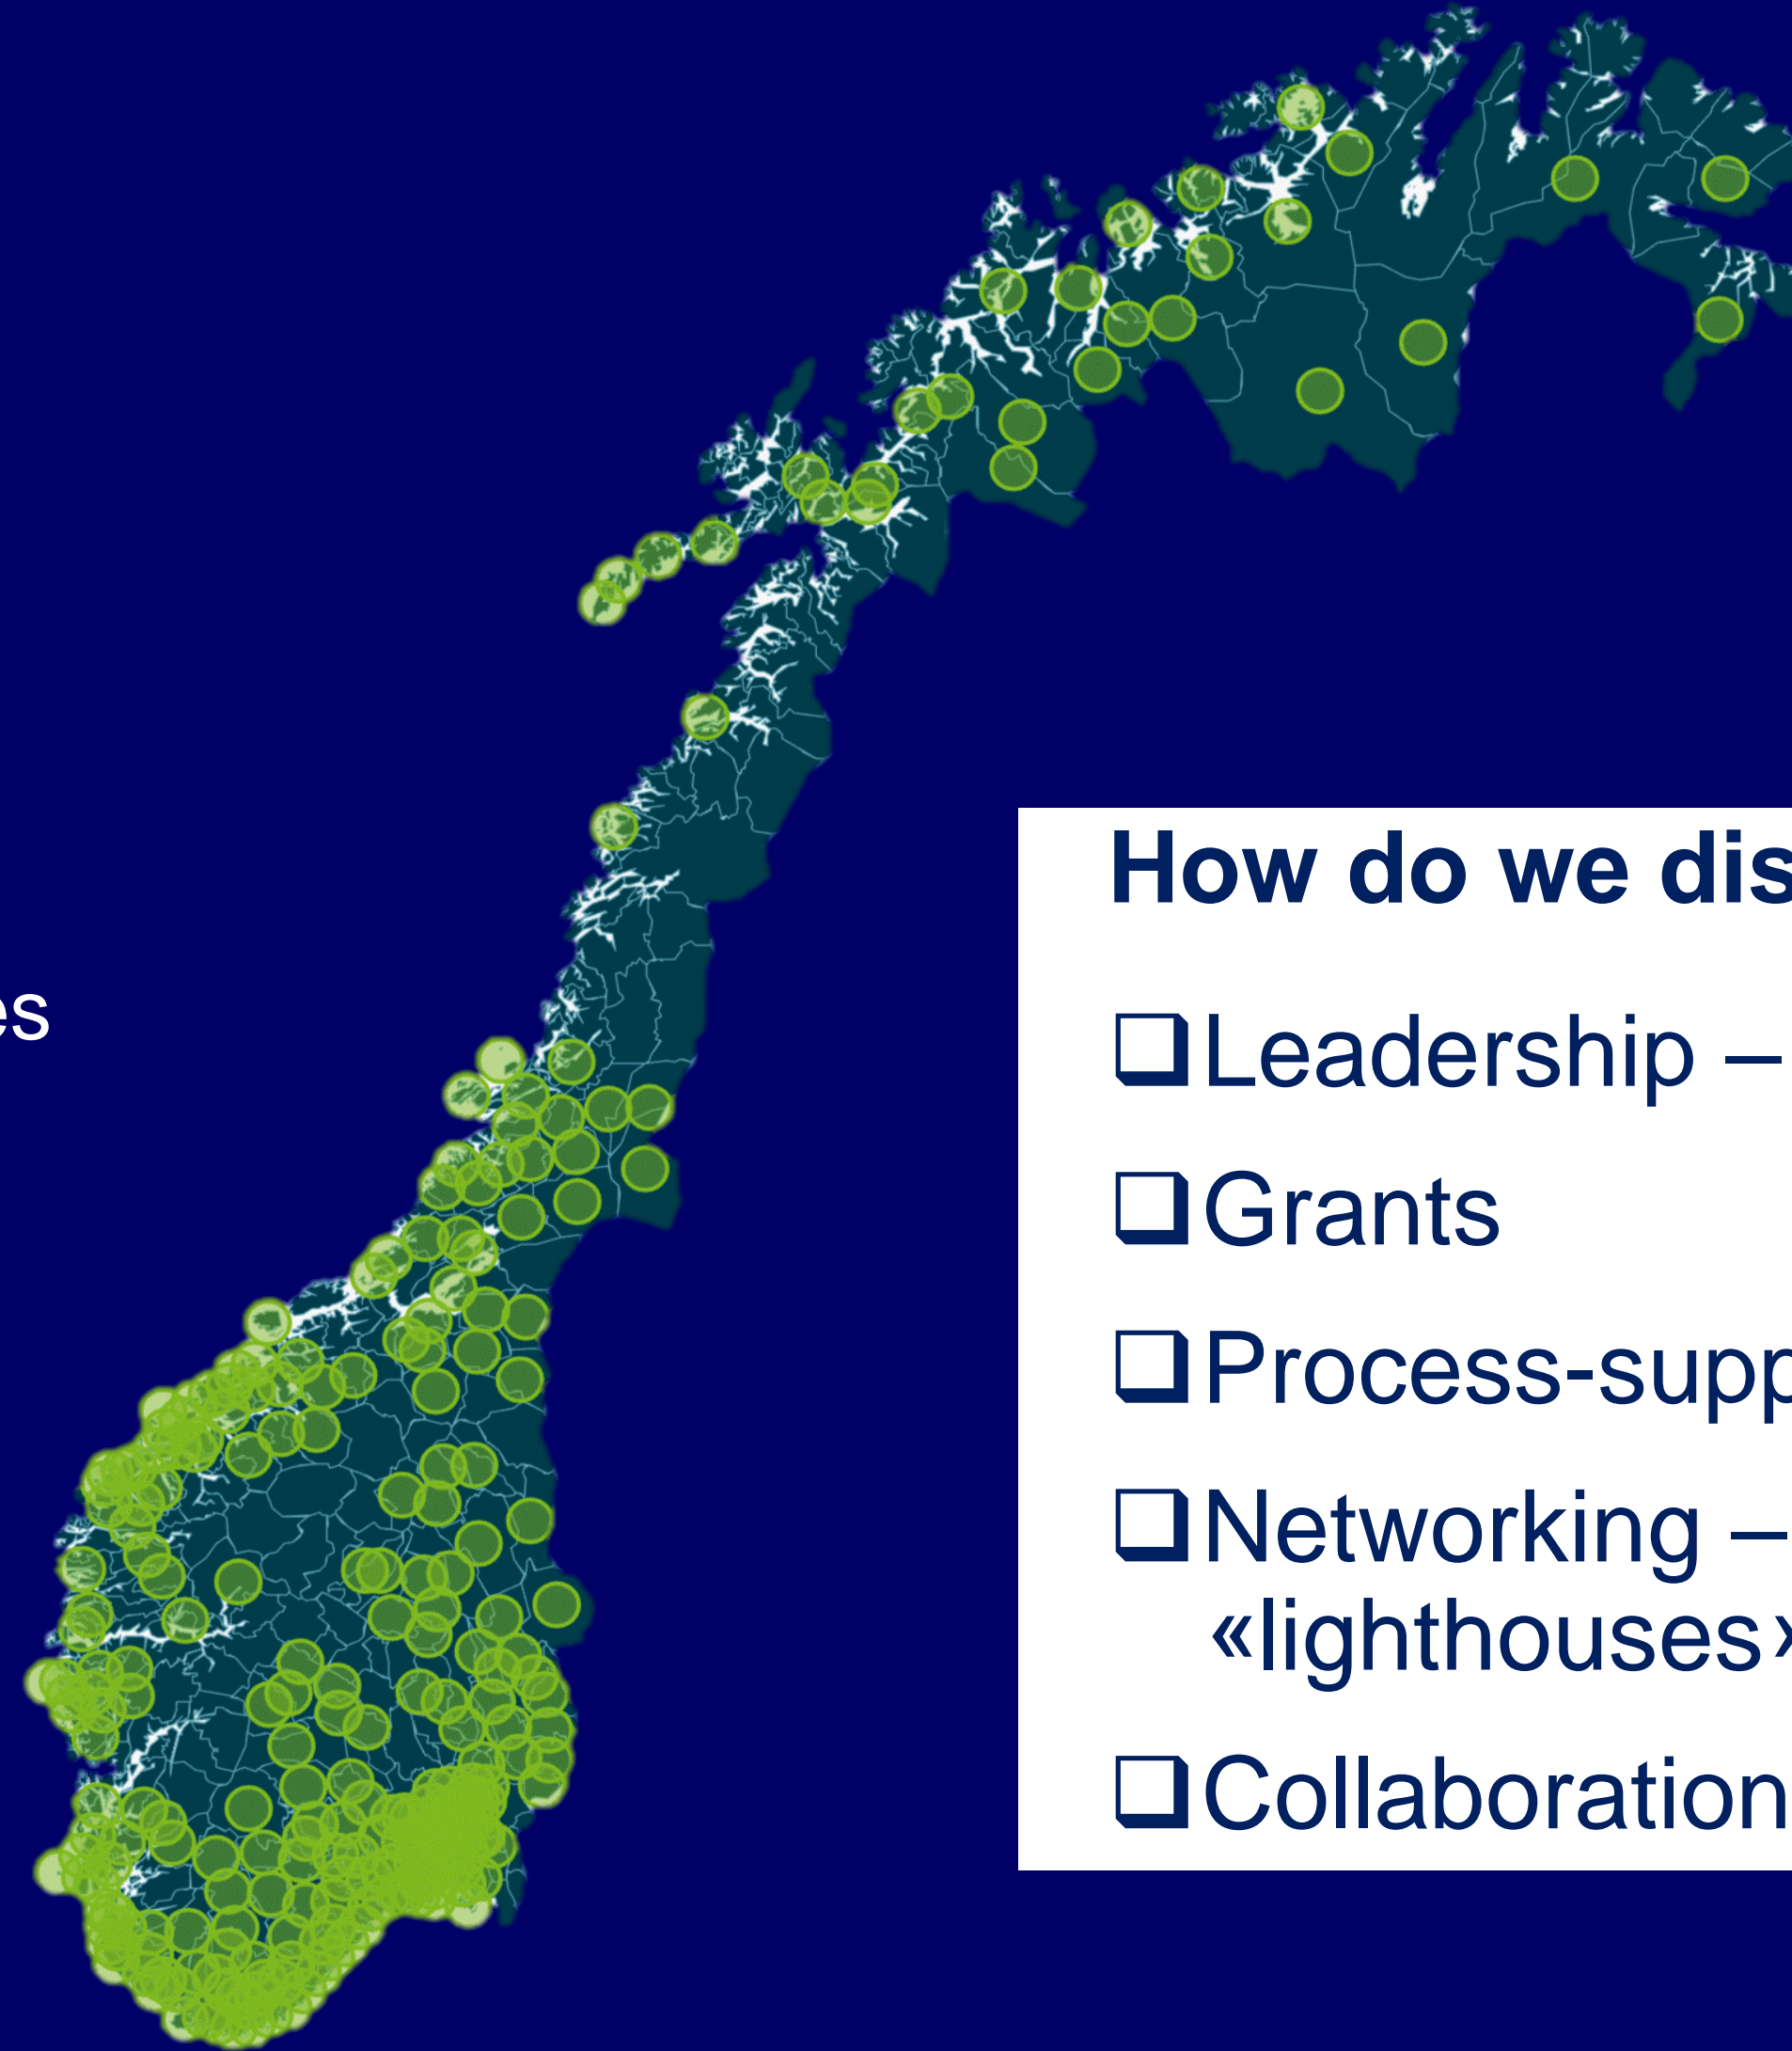 es
How do we dis
❑Leadership –
❑Grants
❑Process-supp
❑Networking –
«lighthouses»
❑Collaboration